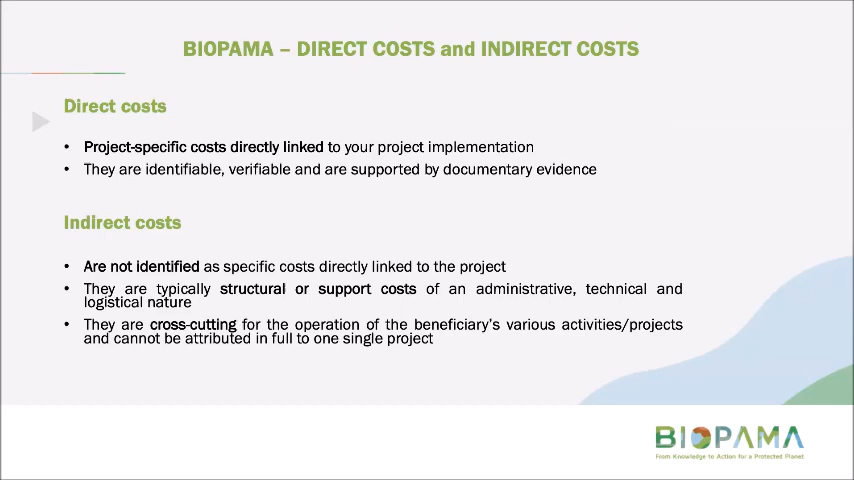 BIOPAMA – DIRECT COSTS and INDIRECT COSTS
Direct costs
• Project-specific costs directly linked to your project implementation
• They are identifiable, verifiable and are supported by documentary evidence
Indirect costs
• Are not identified as specific costs directly linked to the project
• They are typically structural or support costs of an administrative, technical and
logistical nature
• They are cross-cutting for the operation of the beneficiary's various activities/projects
and cannot be attributed in full to one single project
BIOPAMA
From Knowledge to Action for a Protected Planet